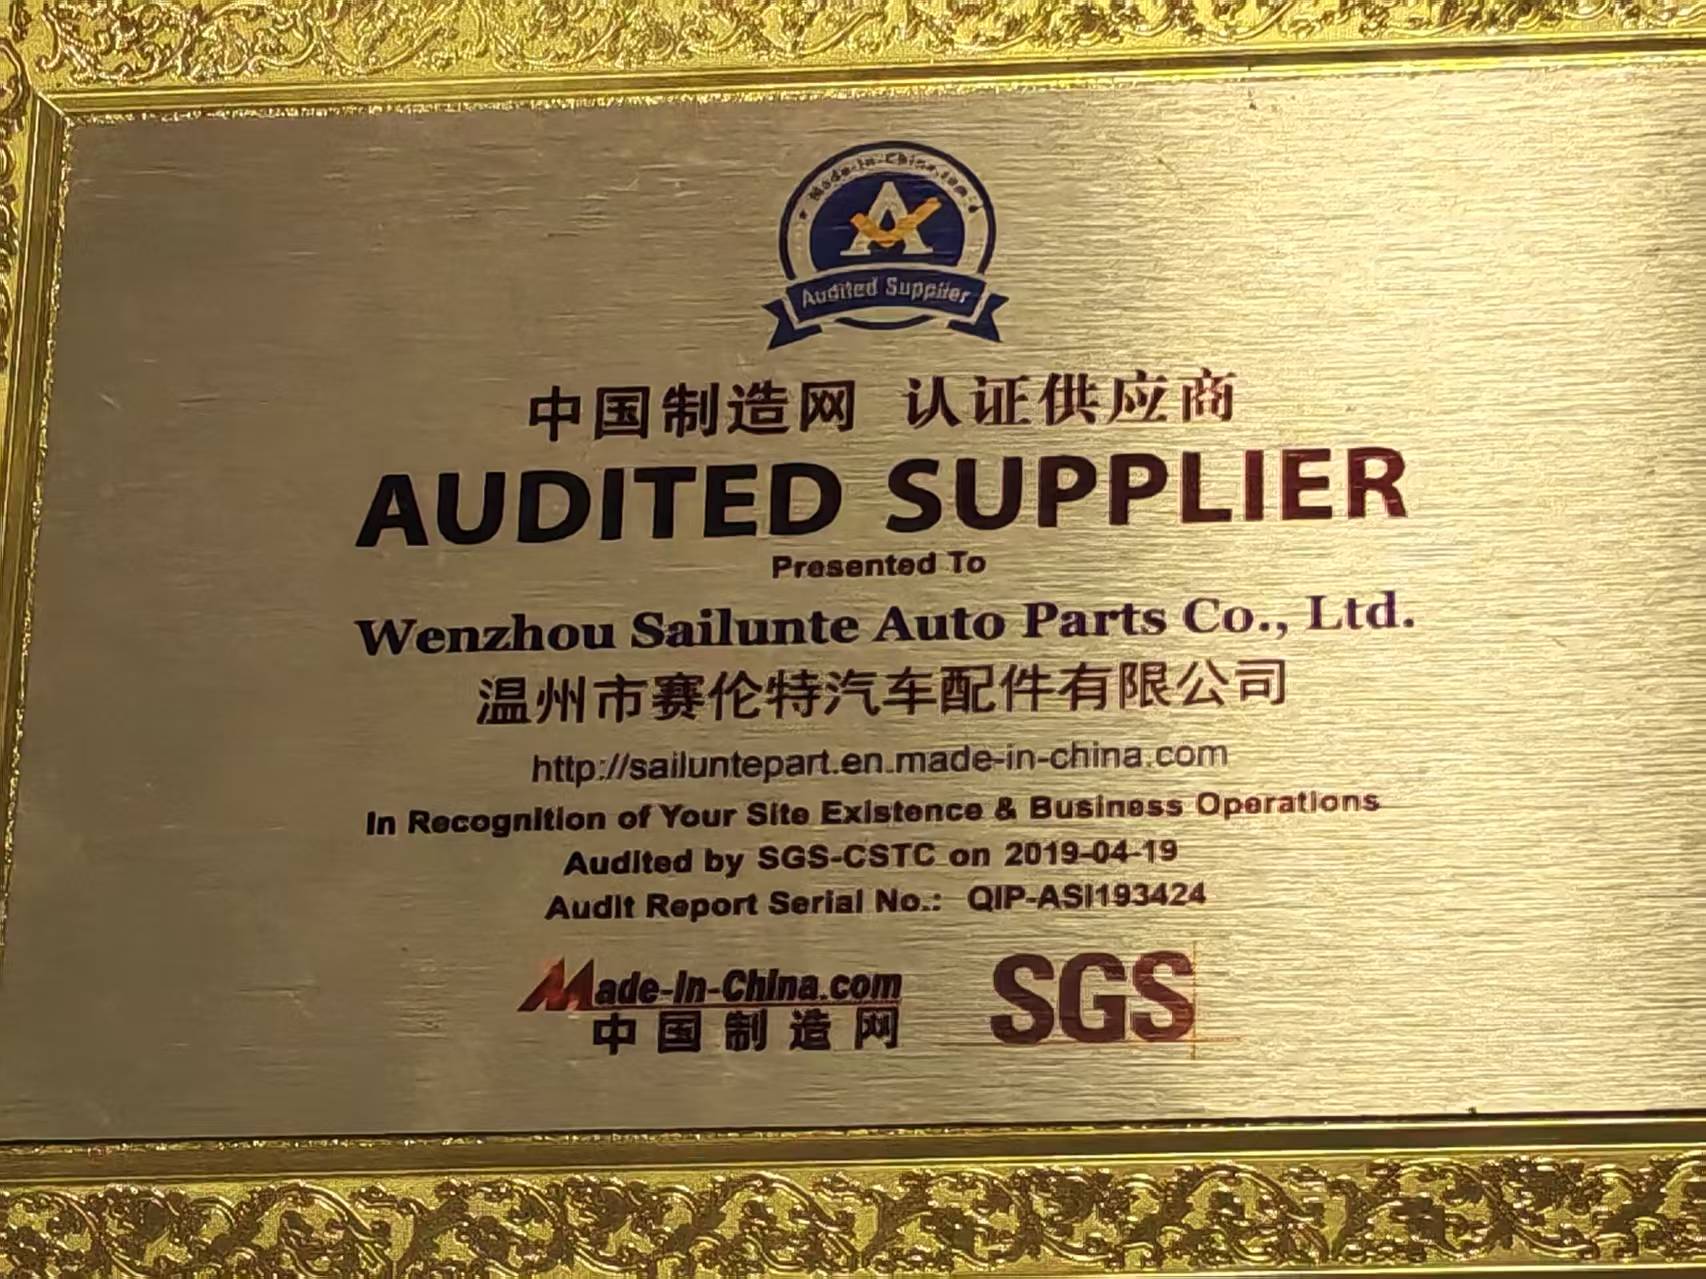 Made-in-China.com
Audited Supplier
中国制造网 认证供应商
AUDITED SUPPLIER
Presented To
Wenzhou Sailunte Auto Parts Co., Ltd.
温州市赛伦特汽车配件有限公司
http://sailuntepart.en.made-in-china.com
In Recognition of Your Site Existence & Business Operations
Audited by SGS-CSTC on 2019-04-19
Audit Report Serial No.: QIP-ASI193424
Made-in-China.com SGS
中国制造网